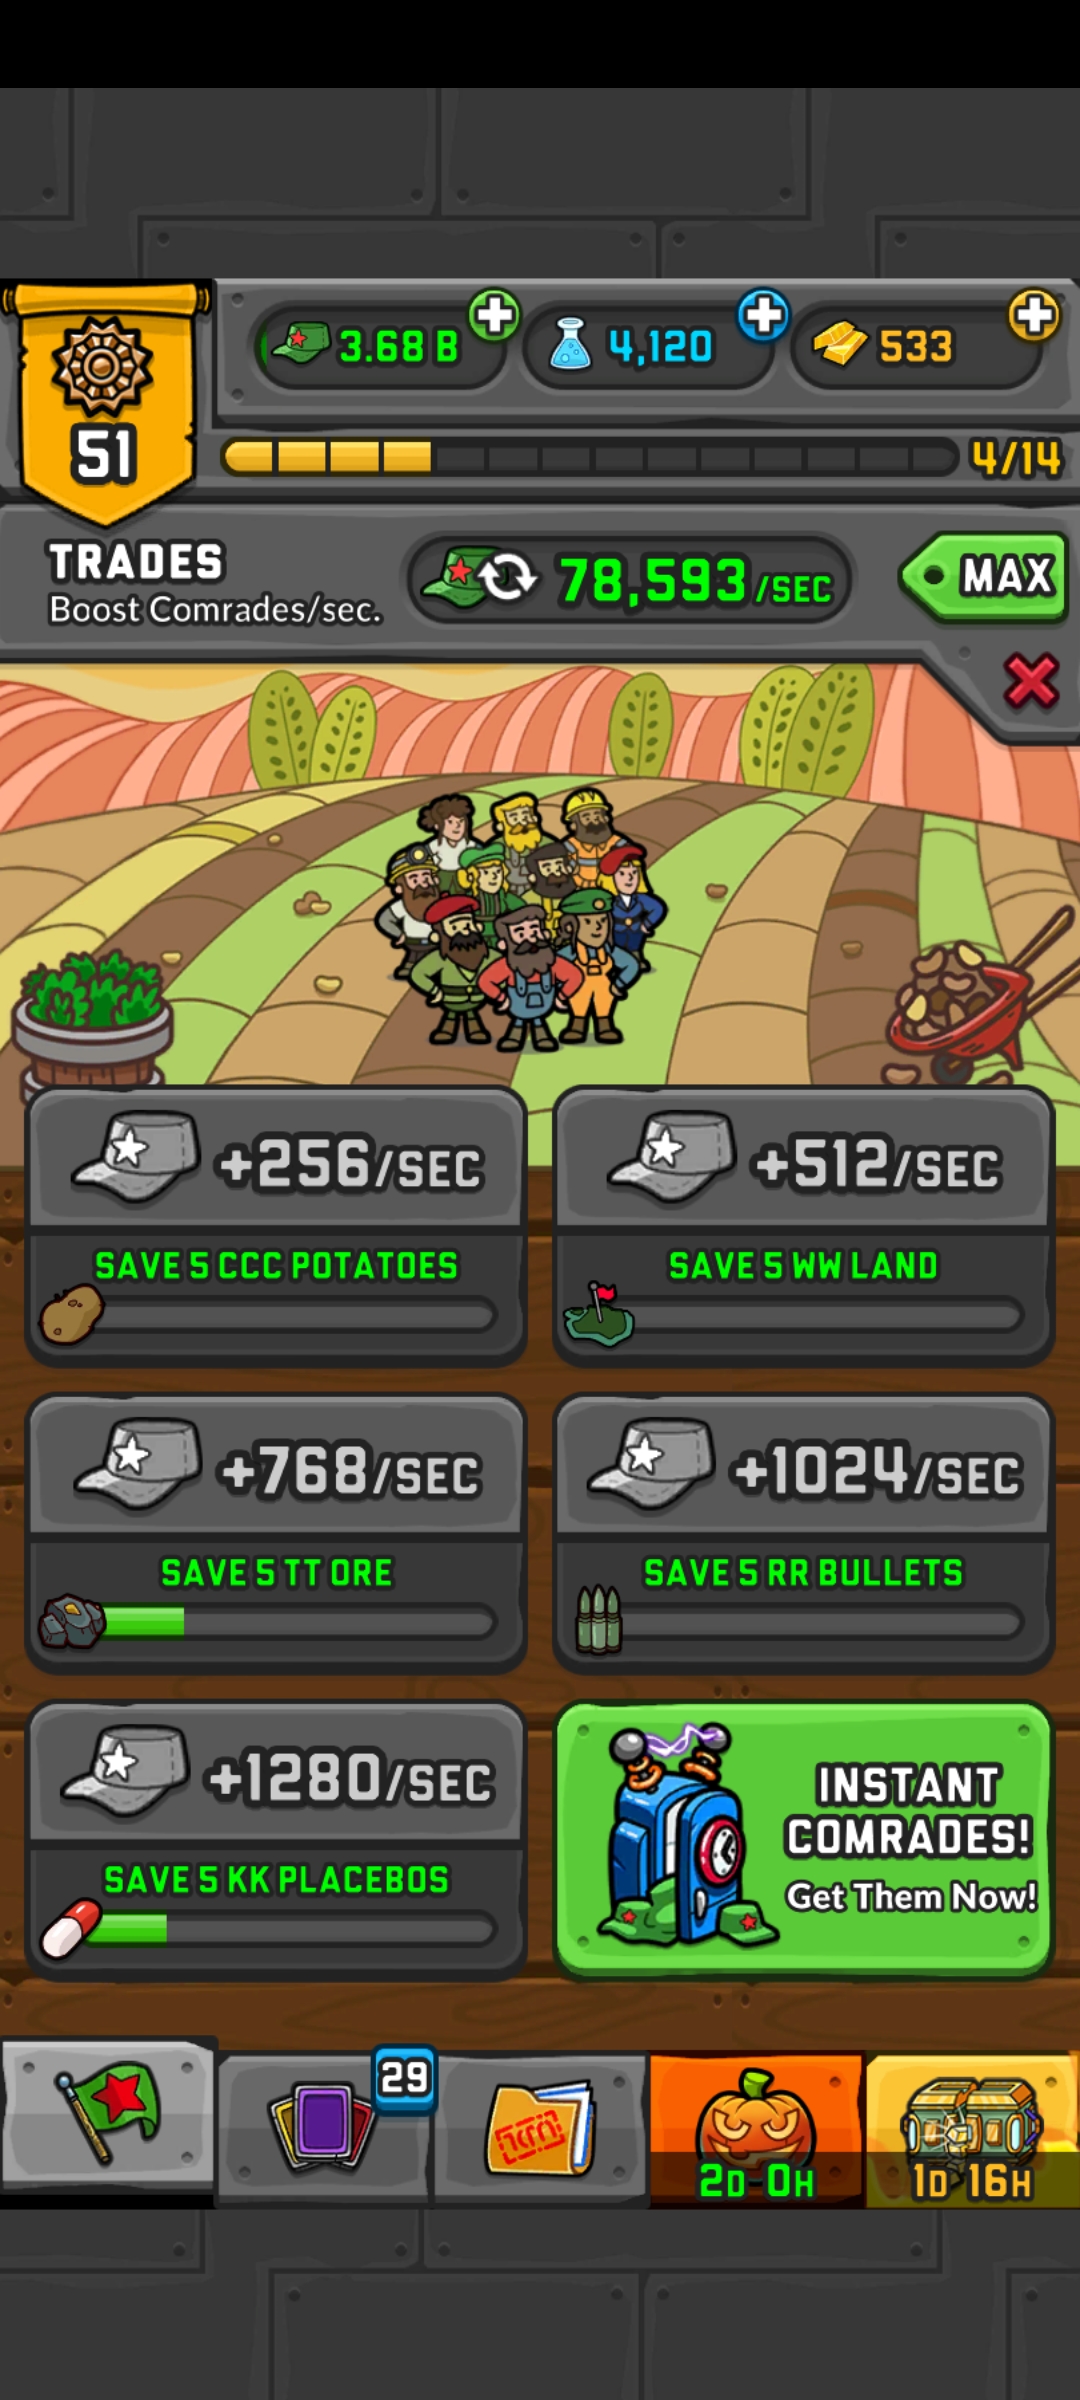 3.68 B
4,120
533
51
4/14
TRADES
Boost Comrades/sec.
78,593/SEC
MAX
+256/SEC
SAVE 5 CCC POTATOES
+512/SEC
SAVE 5 WW LAND
+768/SEC
SAVE 5 TT ORE
+1024/SEC
SAVE 5 RR BULLETS
+1280/SEC
SAVE 5 KK PLACEBOS
INSTANT
COMRADES!
Get Them Now!
29
2D 0H
1D 16H